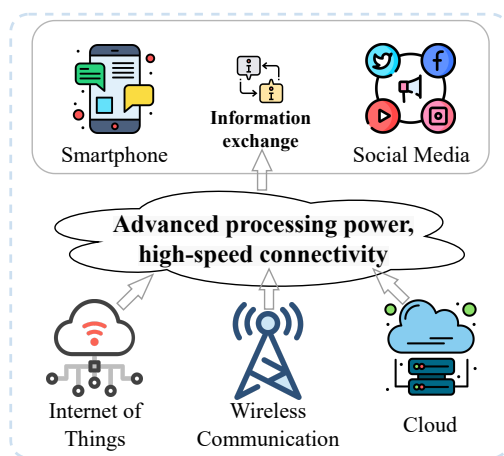 Smartphone
Information
exchange
Social Media
Advanced processing power,
high-speed connectivity
Internet of
Things
Wireless
Communication
Cloud